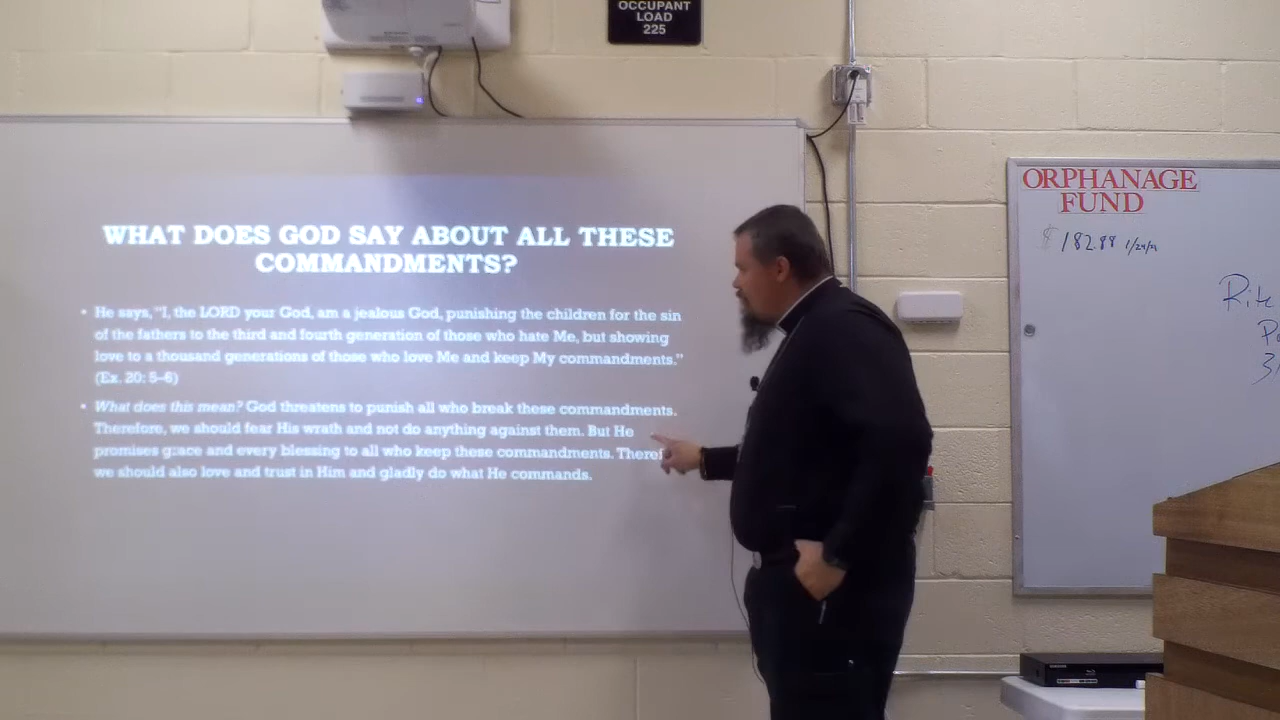 OCCUPANT
LOAD
225
WHAT DOES GOD SAY ABOUT ALL THESE
COMMANDMENTS?
• He says, "I, the LORD your God, am a jealous God, punishing the children for the sin
of the fathers to the third and fourth generation of those who hate Me, but showing
love to a thousand generations of those who love Me and keep My commandments."
(Ex. 20: 5–6)
• What does this mean? God threatens to punish all who break these commandments.
Therefore, we should fear His wrath and not do anything against them. But He
promises grace and every blessing to all who keep these commandments. Theref
we should also love and trust in Him and gladly do what He commands.
ORPHANAGE
FUND
$182.88
Rite